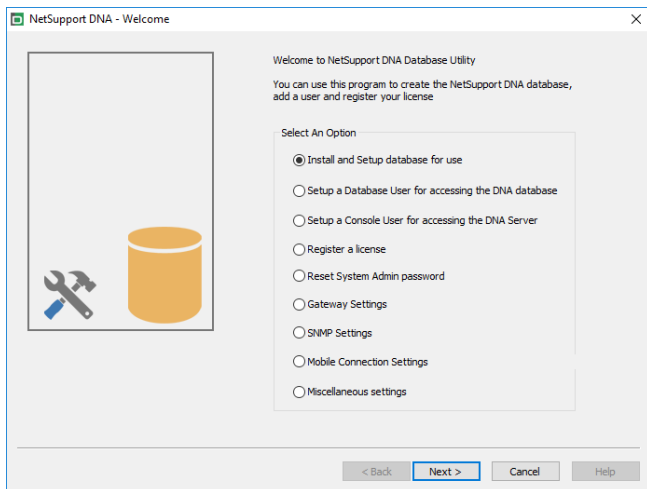 NetSupport DNA - Welcome
Welcome to NetSupport DNA Database Utility
You can use this program to create the NetSupport DNA database,
add a user and register your license
Select An Option
Install and Setup database for use
Setup a Database User for accessing the DNA database
Setup a Console User for accessing the DNA Server
Register a license
Reset System Admin password
Gateway Settings
SNMP Settings
Mobile Connection Settings
Miscellaneous settings
< Back Next > Cancel Help